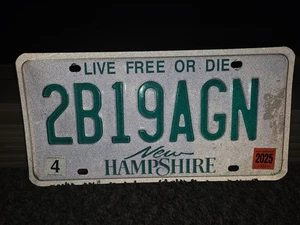 LIVE FREE OR DIE
2B19AGN
4
New
2025
HAMPSHIRE